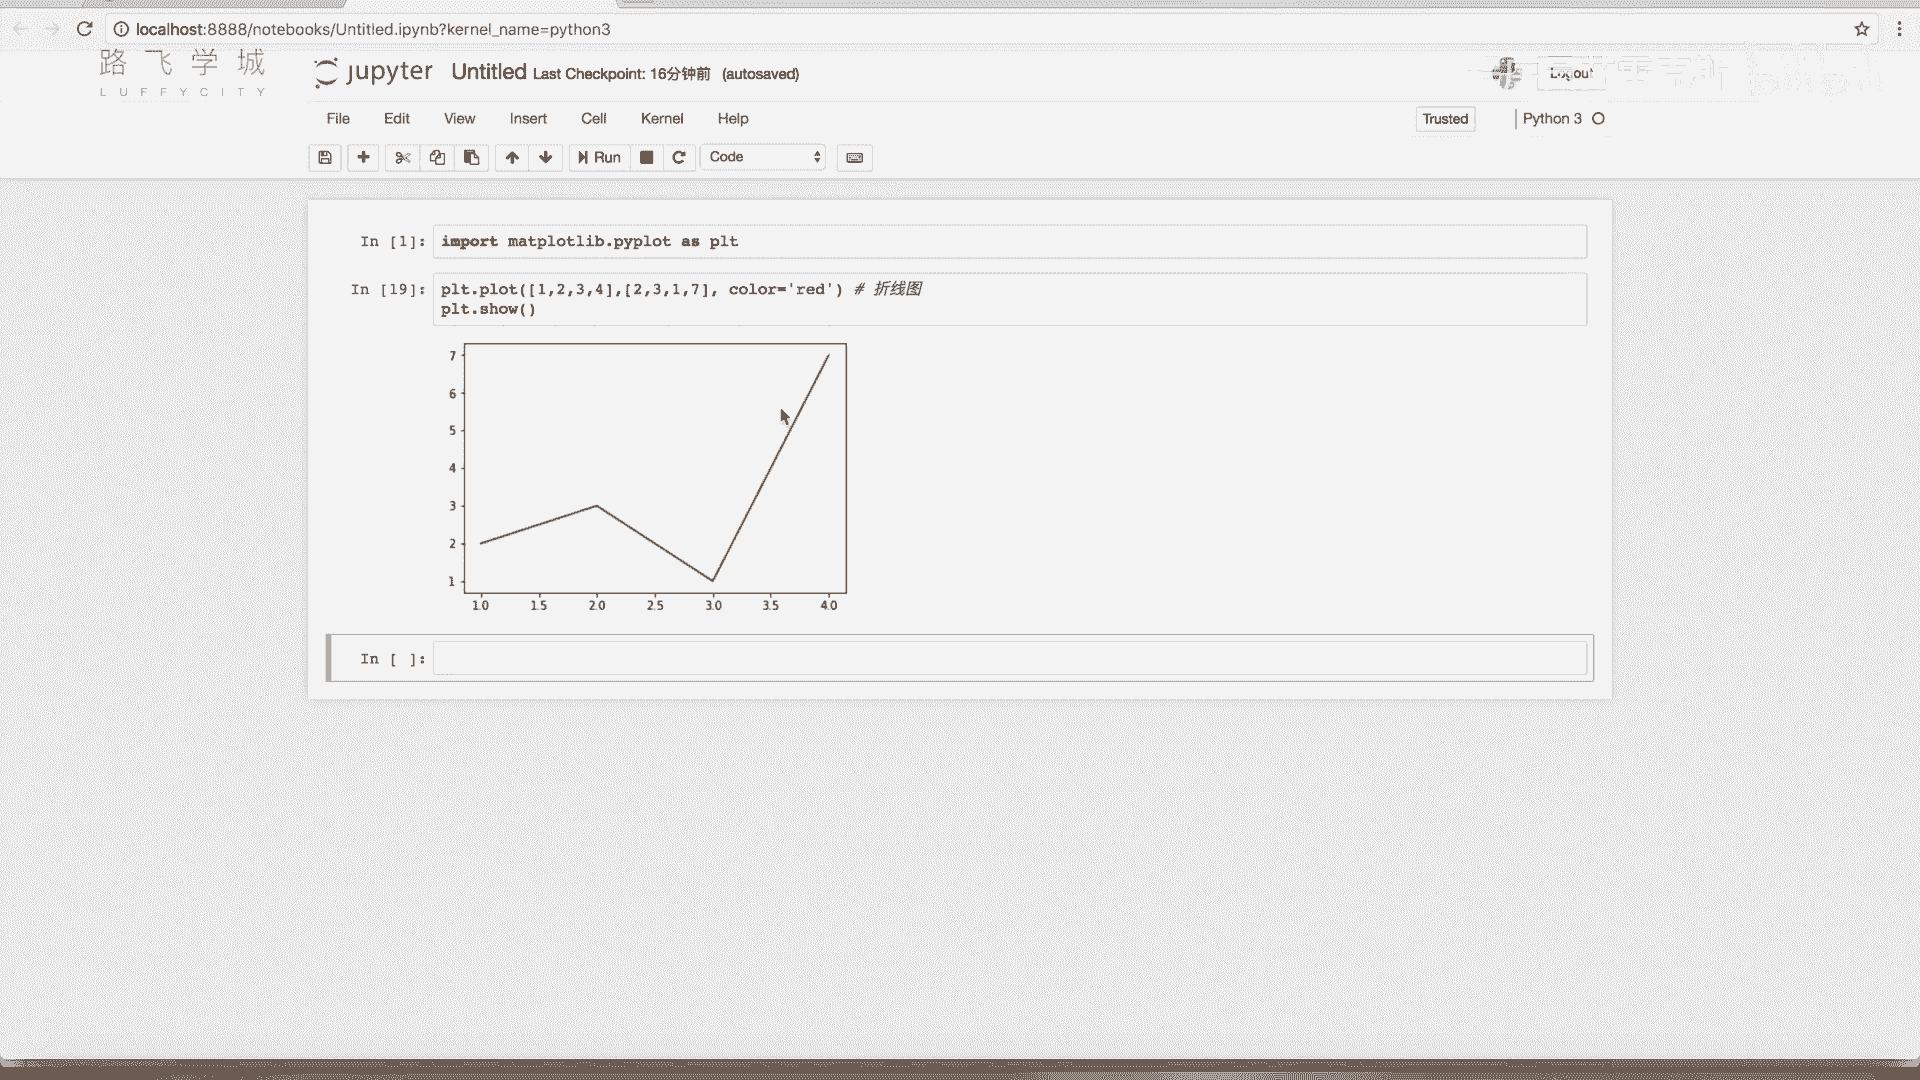 localhost:8888/notebooks/Untitled.ipynb?kernel_name=python3
路飞学城
LUFFYCITY
jupyter Untitled Last Checkpoint: 16分钟前 (autosaved)
Logout
File Edit View Insert Cell Kernel Help
Trusted
Python 3
Run
Code
In [1]: import matplotlib.pyplot as plt
In [19]: plt.plot([1,2,3,4],[2,3,1,7], color='red') # 折线图
plt.show()
7
6
5
4
3
2
1
1.0 1.5 2.0 2.5 3.0 3.5 4.0
In [ ]: